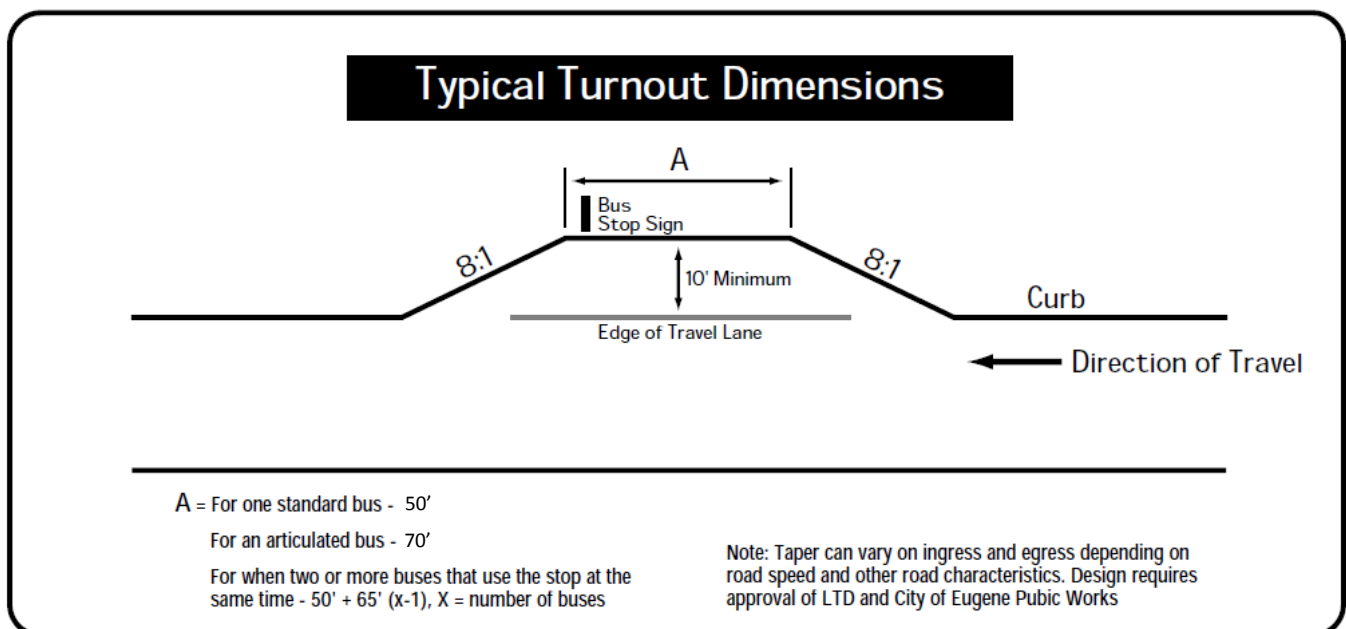 Typical Turnout Dimensions
A
Bus
Stop Sign
8:1
8:1
10' Minimum
Curb
Edge of Travel Lane
Direction of Travel
A = For one standard bus - 50'
For an articulated bus - 70'
For when two or more buses that use the stop at the
same time - 50' + 65' (x-1), X = number of buses
Note: Taper can vary on ingress and egress depending on
road speed and other road characteristics. Design requires
approval of LTD and City of Eugene Pubic Works